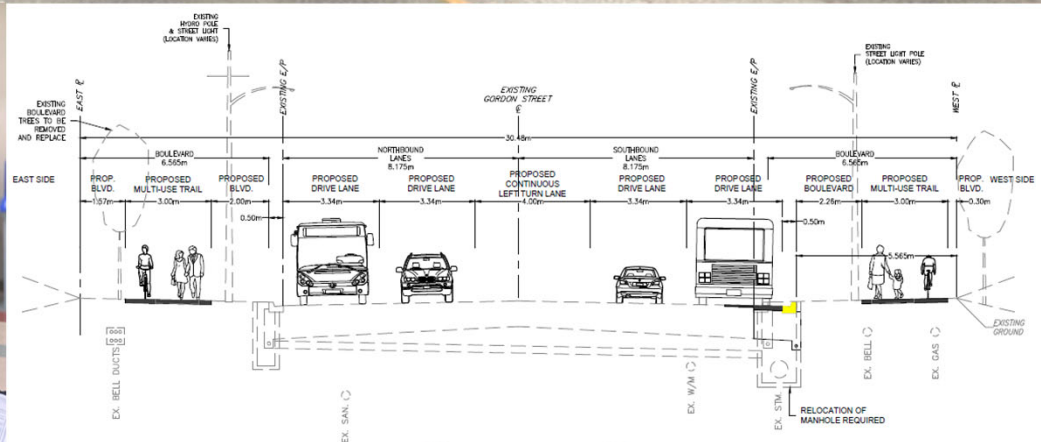 EXISTING
HYDRO POLE
& STREET LIGHT
(LOCATION VARIES)
EXISTING
BOULEVARD
TREES TO BE
REMOVED
AND REPLACE
EAST ℄
EXISTING E/P
EXISTING
GORDON STREET
℄
EXISTING E/P
EXISTING
STREET LIGHT POLE
(LOCATION VARIES)
WEST ℄
30.48m
BOULEVARD
6.565m
NORTHBOUND
LANES
8.175m
SOUTHBOUND
LANES
8.175m
BOULEVARD
6.565m
EAST SIDE
PROP.
BLVD.
1.57m
PROPOSED
MULTI-USE TRAIL
3.00m
PROPOSED
BLVD.
2.00m
0.50m
PROPOSED
DRIVE LANE
3.34m
PROPOSED
DRIVE LANE
3.34m
PROPOSED
CONTINUOUS
LEFT TURN LANE
4.00m
PROPOSED
DRIVE LANE
3.34m
PROPOSED
DRIVE LANE
3.34m
0.50m
PROPOSED
BOULEVARD
2.26m
PROPOSED
MULTI-USE TRAIL
3.00m
PROP.
BLVD.
0.30m
WEST SIDE
5.565m
EXISTING
GROUND
EX. BELL DUCTS
EX. SAN.
EX. W/M
EX. STM.
EX. BELL
EX. GAS
RELOCATION OF
MANHOLE REQUIRED